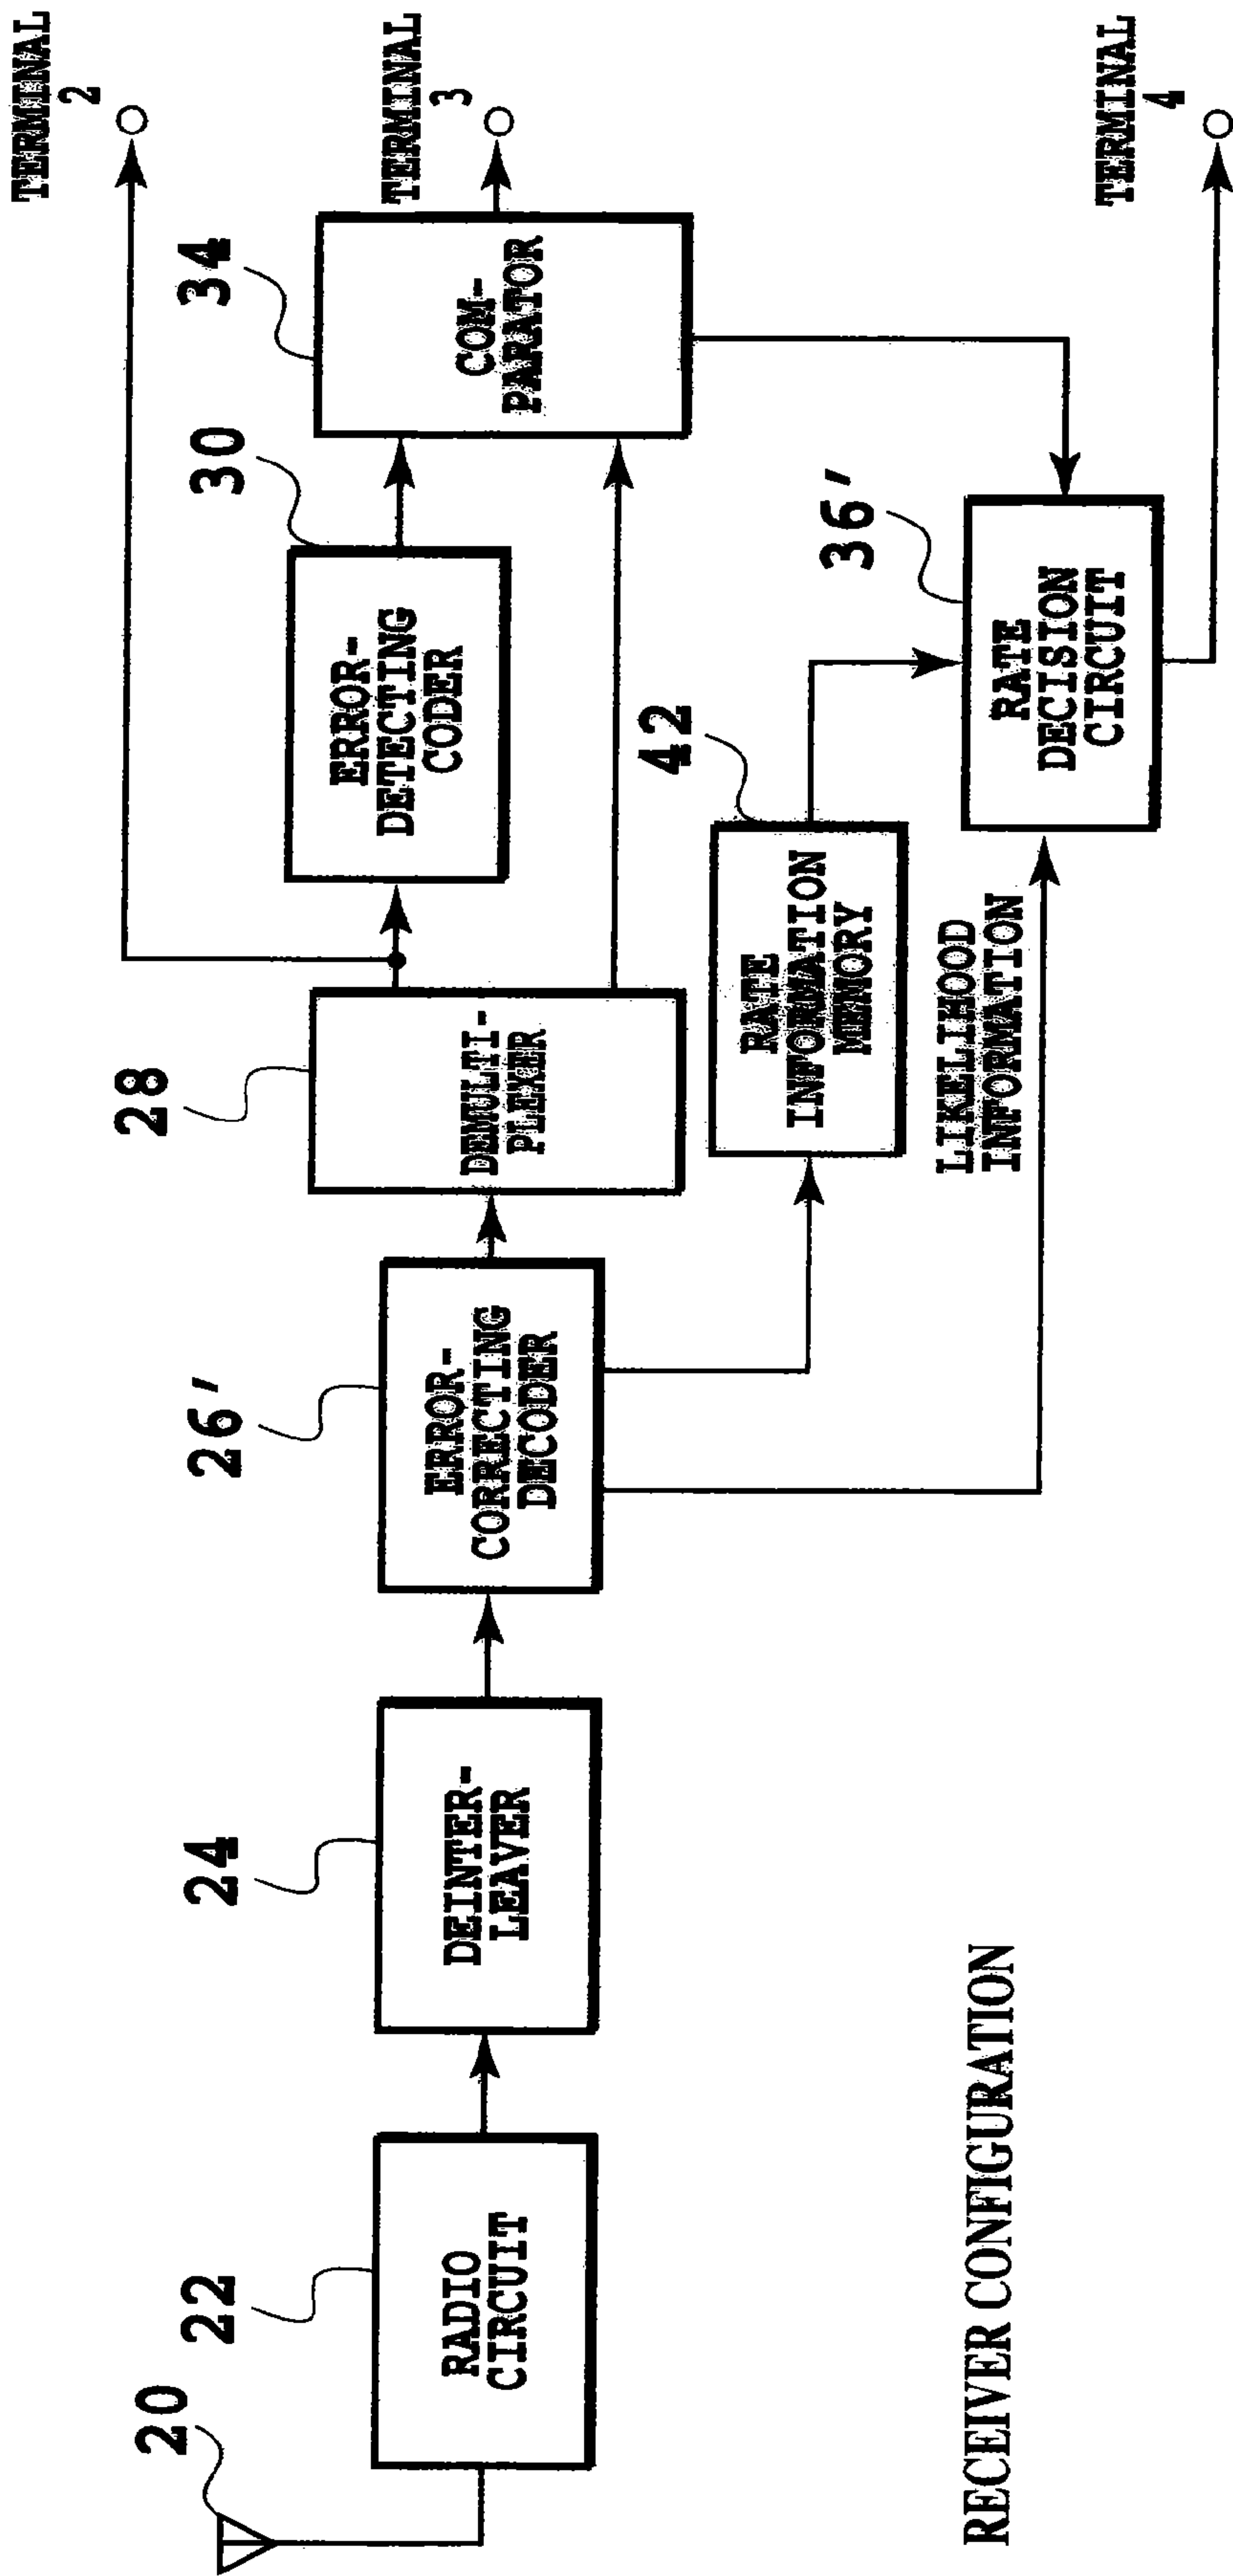 TERMINAL
2
TERMINAL
3
TERMINAL
4
20
22
RADIO
CIRCUIT
24
DEINTER-
LEAVER
26'
ERROR-
CORRECTING
DECODER
28
DEMULTI-
PLEXER
30
ERROR-
DETECTING
CODER
34
COM-
PARATOR
42
RATE
INFORMATION
MEMORY
36'
RATE
DECISION
CIRCUIT
LIKELIHOOD
INFORMATION
RECEIVER CONFIGURATION